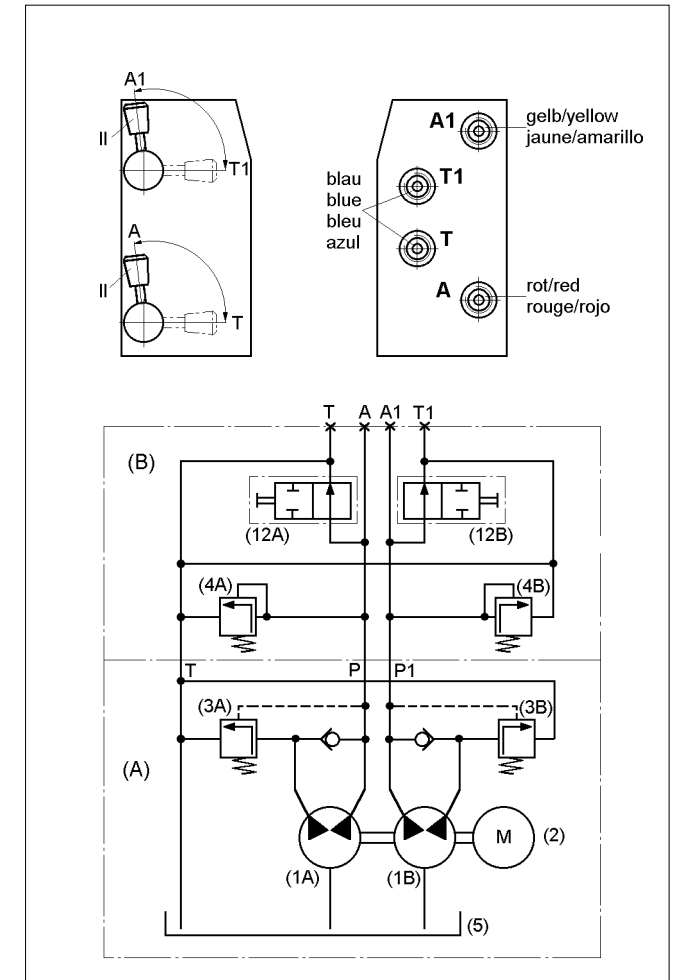 A1
II
T1
A
II
T
A1
gelb/yellow
jaune/amarillo
T1
blau
blue
bleu
azul
T
A
rot/red
rouge/rojo
T A A1 T1
(B)
(12A) (12B)
(4A) (4B)
T P P1
(3A) (3B)
(A)
M (2)
(1A) (1B)
(5)